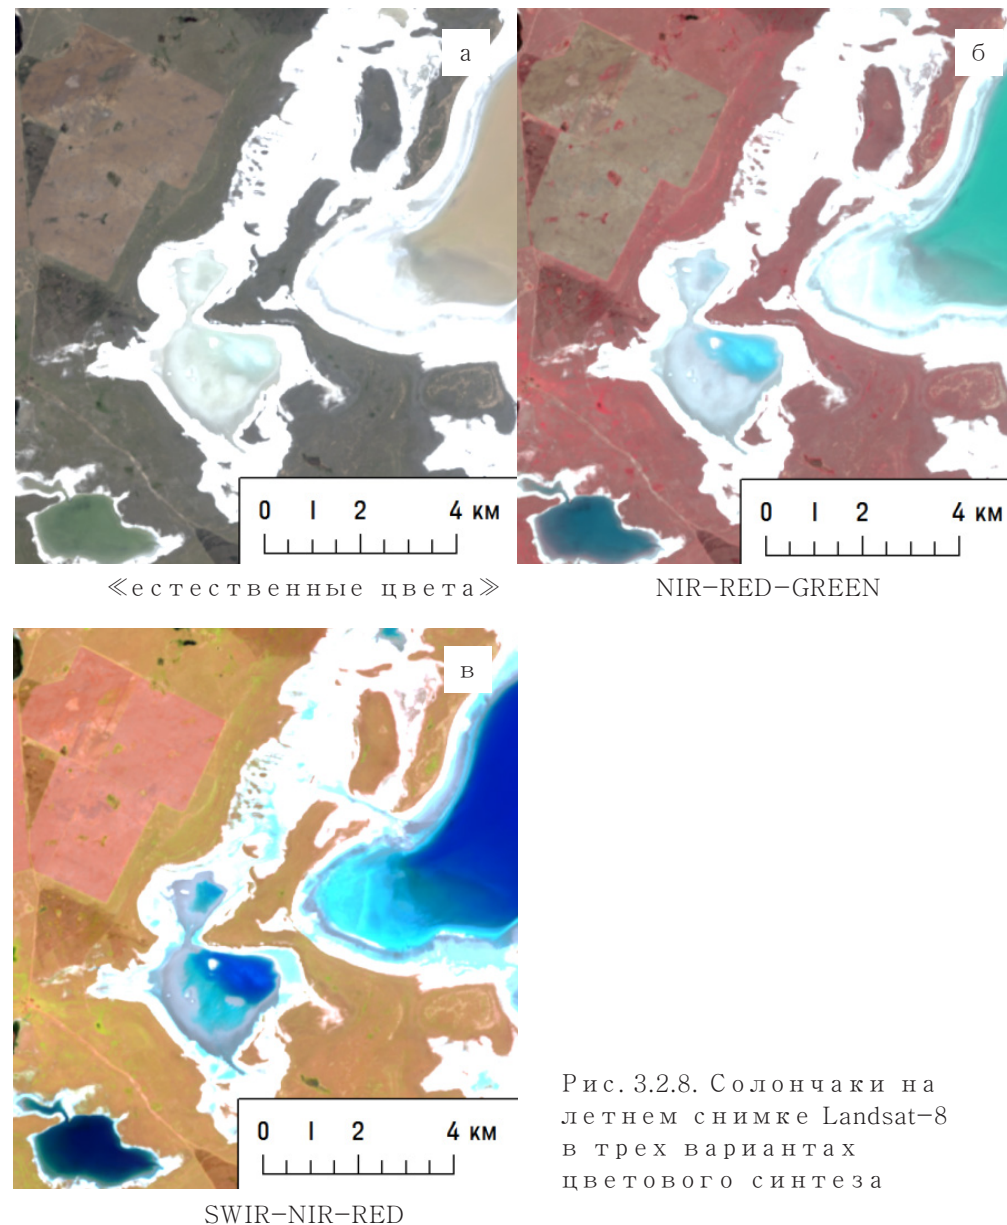 а
б
0 1 2 4 км
0 1 2 4 км
≪естественные цвета≫
NIR–RED–GREEN
в
0 1 2 4 км
SWIR–NIR–RED
Рис. 3.2.8. Солончаки на
летнем снимке Landsat–8
в трех вариантах
цветового синтеза